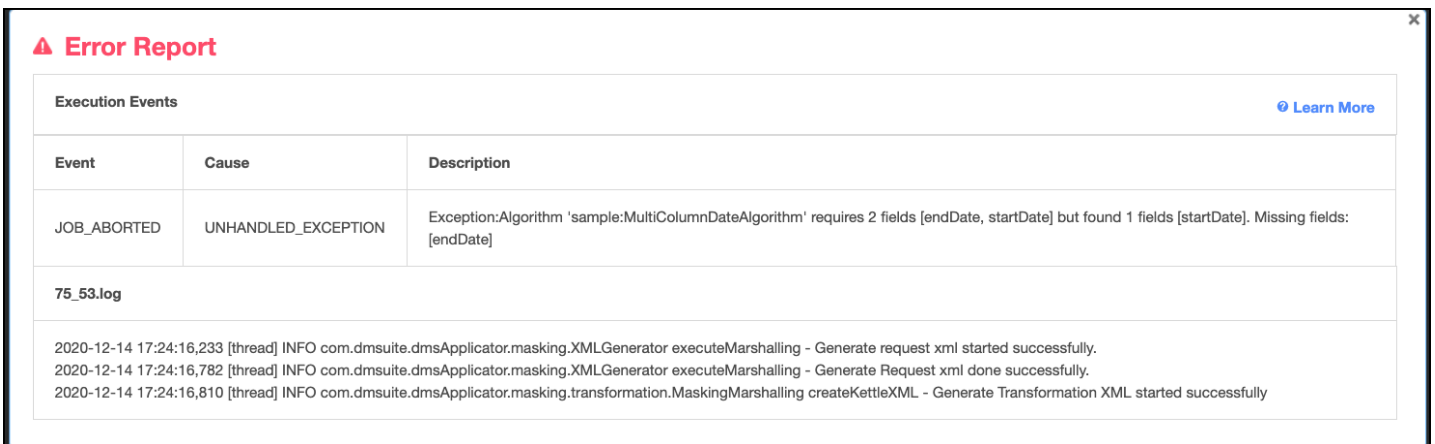 Error Report
Execution Events
Learn More
Event Cause Description
JOB_ABORTED UNHANDLED_EXCEPTION Exception:Algorithm 'sample:MultiColumnDateAlgorithm' requires 2 fields [endDate, startDate] but found 1 fields [startDate]. Missing fields:
[endDate]
75_53.log
2020-12-14 17:24:16,233 [thread] INFO com.dmsuite.dmsApplicator.masking.XMLGenerator executeMarshalling - Generate request xml started successfully.
2020-12-14 17:24:16,782 [thread] INFO com.dmsuite.dmsApplicator.masking.XMLGenerator executeMarshalling - Generate Request xml done successfully.
2020-12-14 17:24:16,810 [thread] INFO com.dmsuite.dmsApplicator.masking.transformation.MaskingMarshalling createKettleXML - Generate Transformation XML started successfully